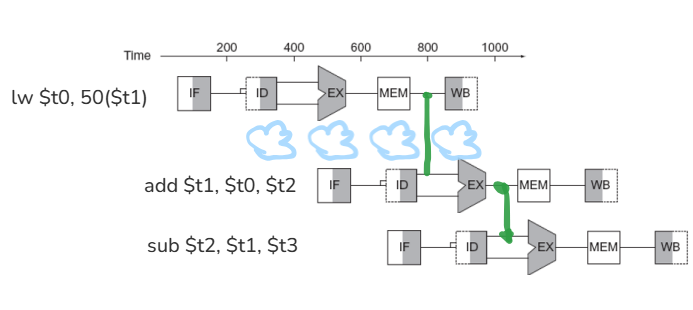 Time 200 400 600 800 1000
lw $t0, 50($t1) IF ID EX MEM WB
add $t1, $t0, $t2 IF ID EX MEM WB
sub $t2, $t1, $t3 IF ID EX MEM WB